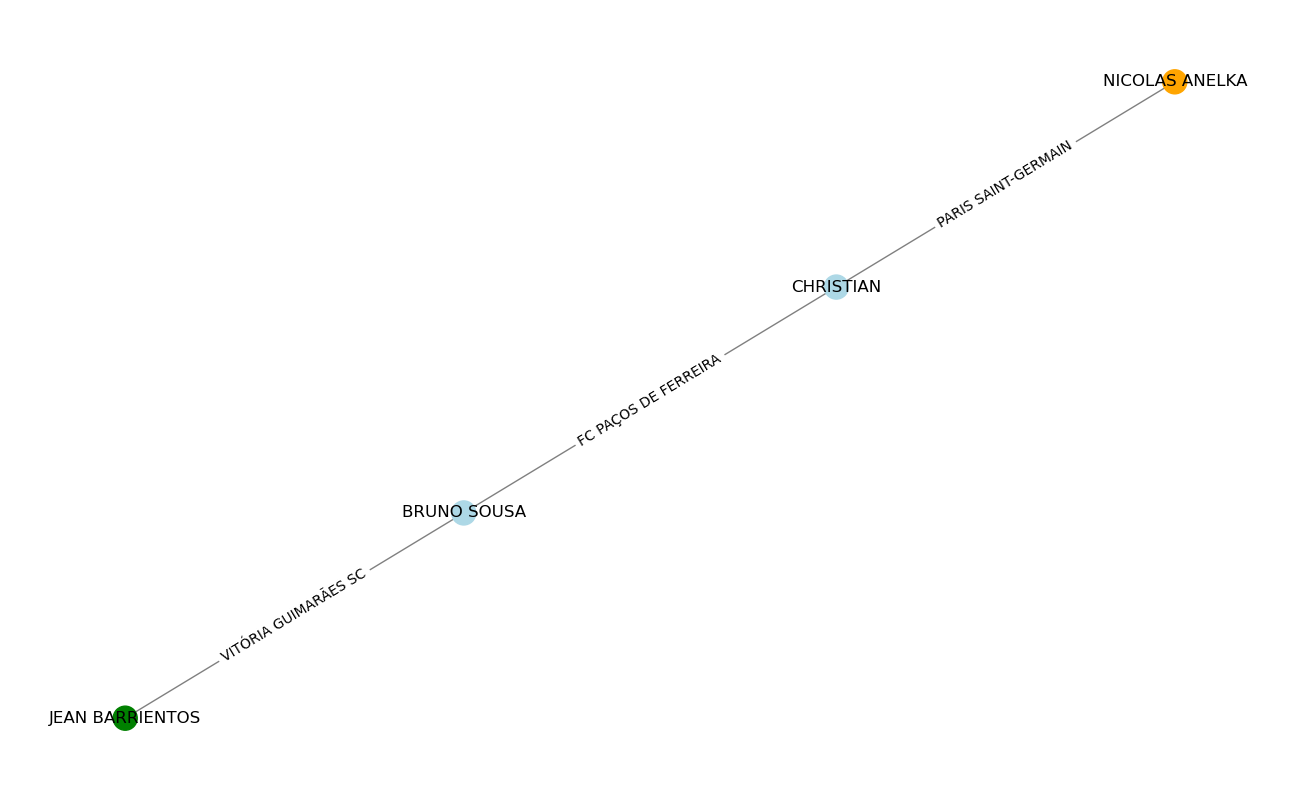 NICOLAS ANELKA
PARIS SAINT-GERMAIN
CHRISTIAN
FC PAÇOS DE FERREIRA
BRUNO SOUSA
VITÓRIA GUIMARÃES SC
JEAN BARRIENTOS